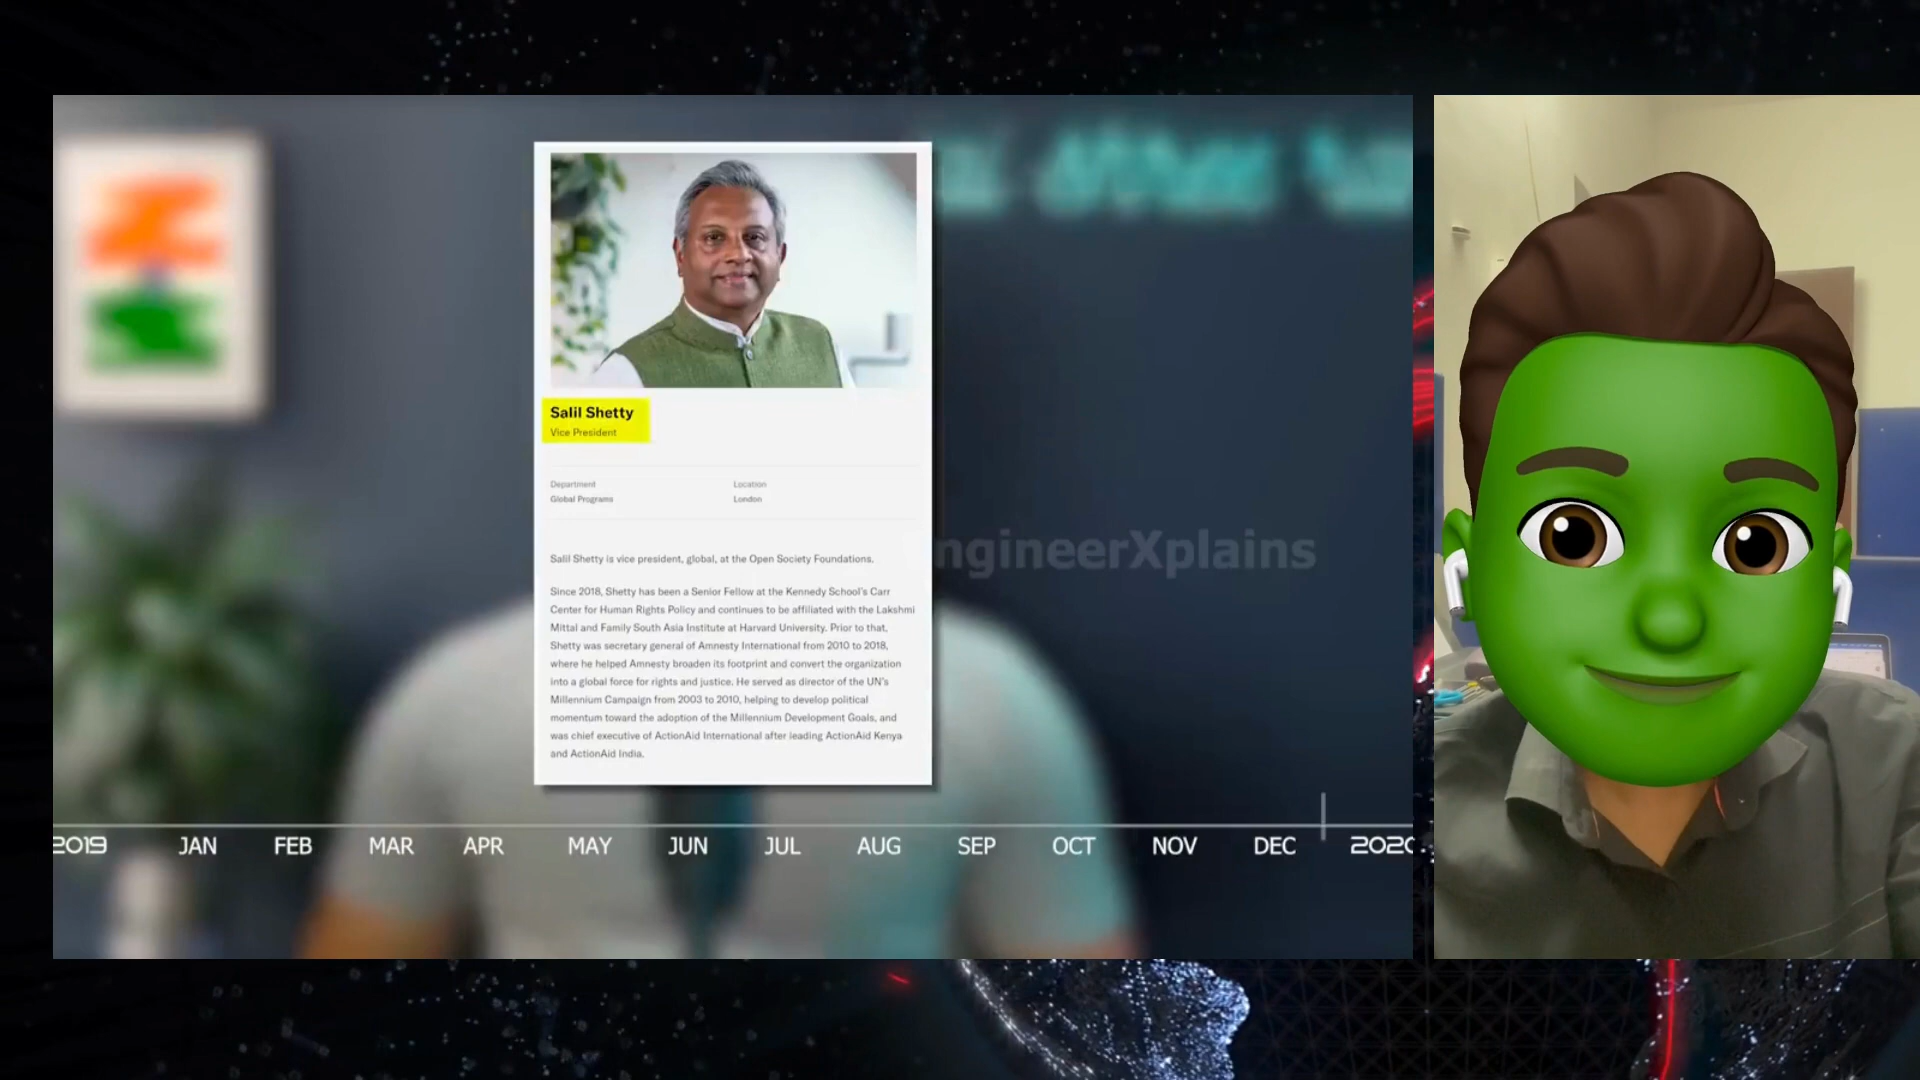 Salil Shetty
Vice President
Department
Location
Global Programs
London
Salil Shetty is vice president, global, at the Open Society Foundations.
Since 2018, Shetty has been a Senior Fellow at the Kennedy School's Carr
Center for Human Rights Policy and continues to be affiliated with the Lakshmi
Mittal and Family South Asia Institute at Harvard University. Prior to that,
Shetty was secretary general of Amnesty International from 2010 to 2018,
where he helped Amnesty broaden its footprint and convert the organization
into a global force for rights and justice. He served as director of the UN's
Millennium Campaign from 2003 to 2010, helping to develop political
momentum toward the adoption of the Millennium Development Goals, and
was chief executive of ActionAid International after leading ActionAid Kenya
and ActionAid India.
ngineerXplains
2019 JAN FEB MAR APR MAY JUN JUL AUG SEP OCT NOV DEC 2020